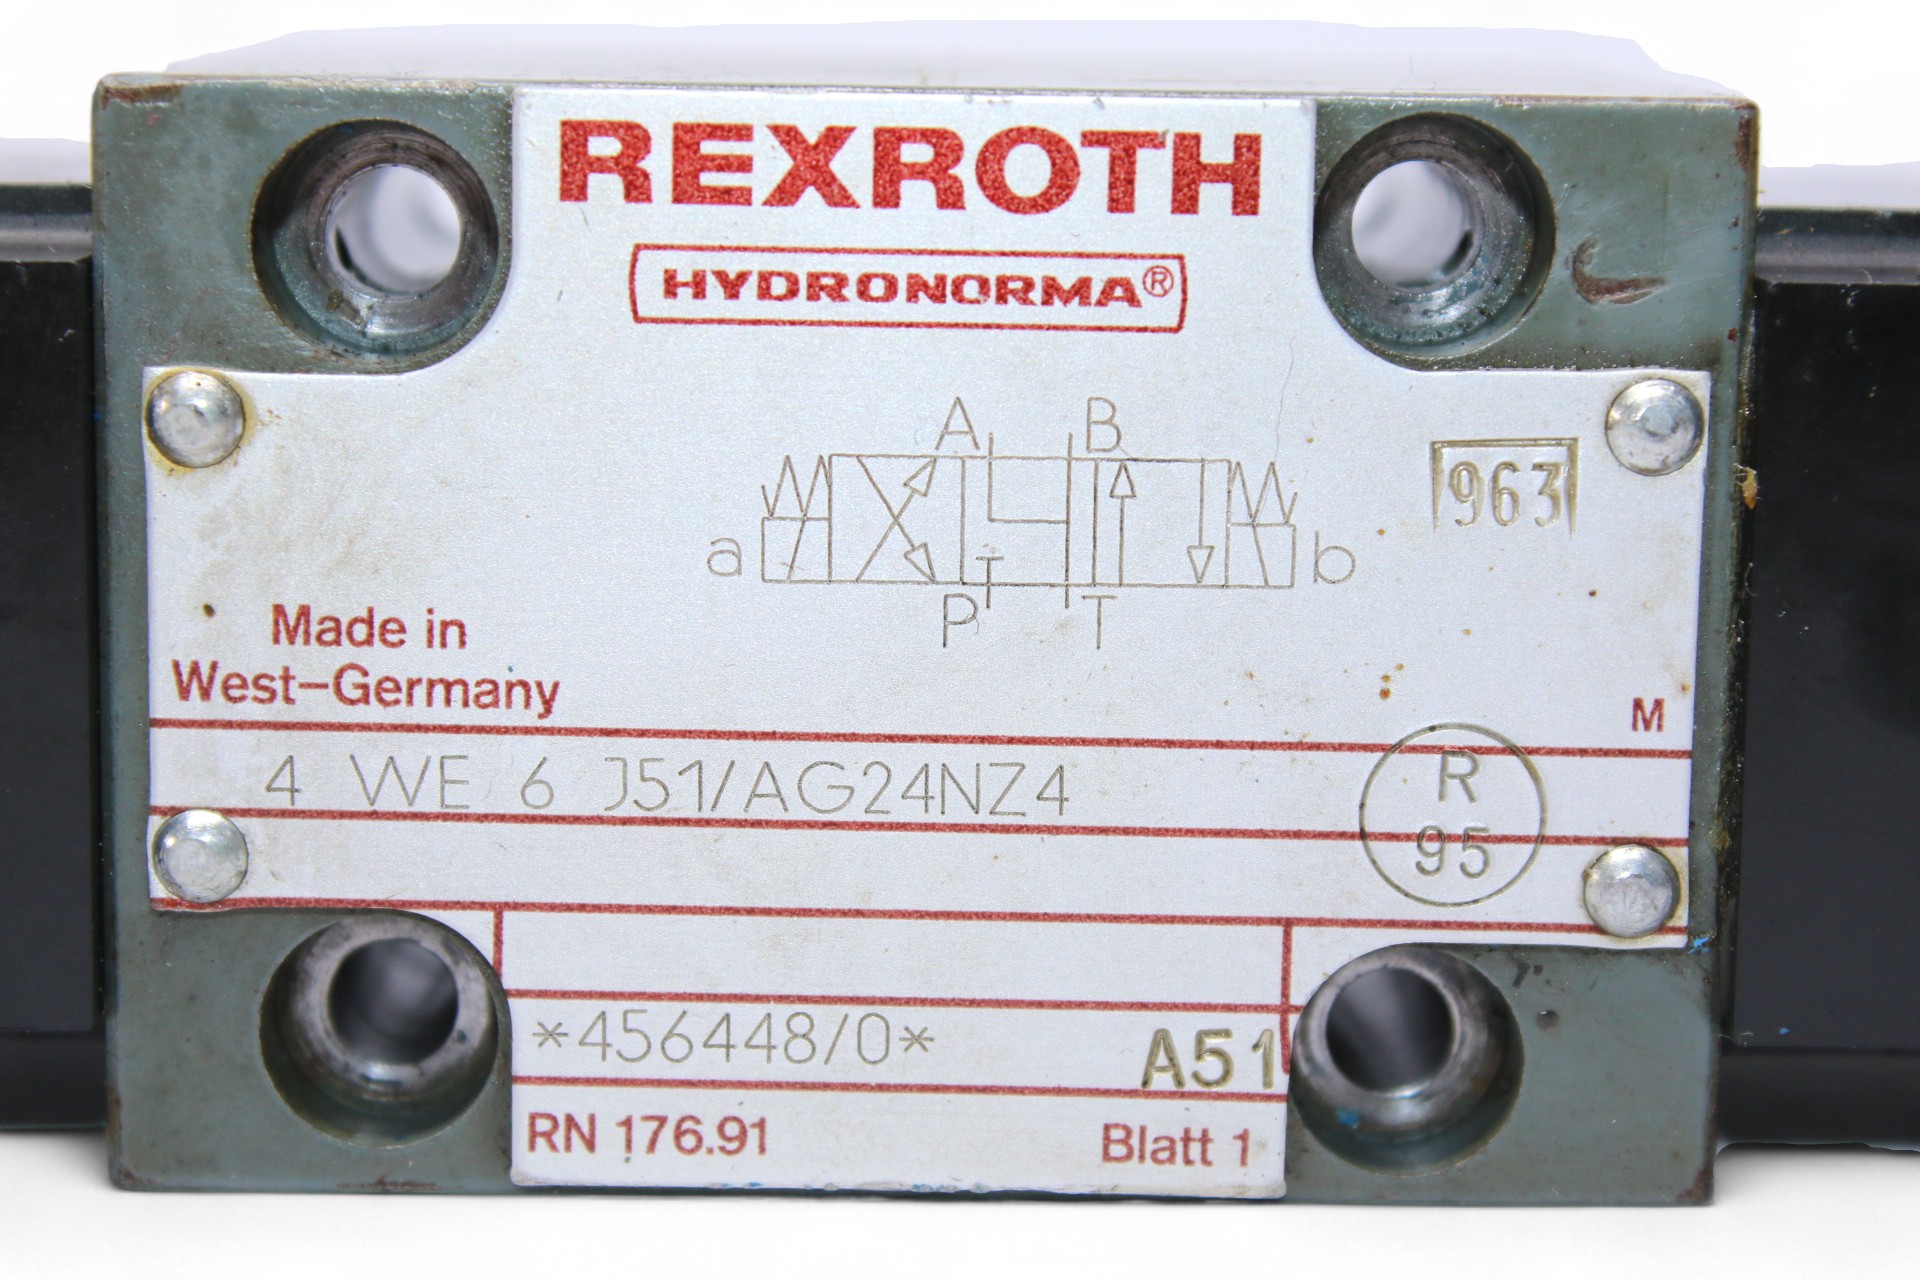 REXROTH
HYDRONORMA®
A B
963
a b
T
P T
Made in
West–Germany
M
4 WE 6 J51/AG24NZ4
R
95
*456448/0*
A51
RN 176.91 Blatt 1